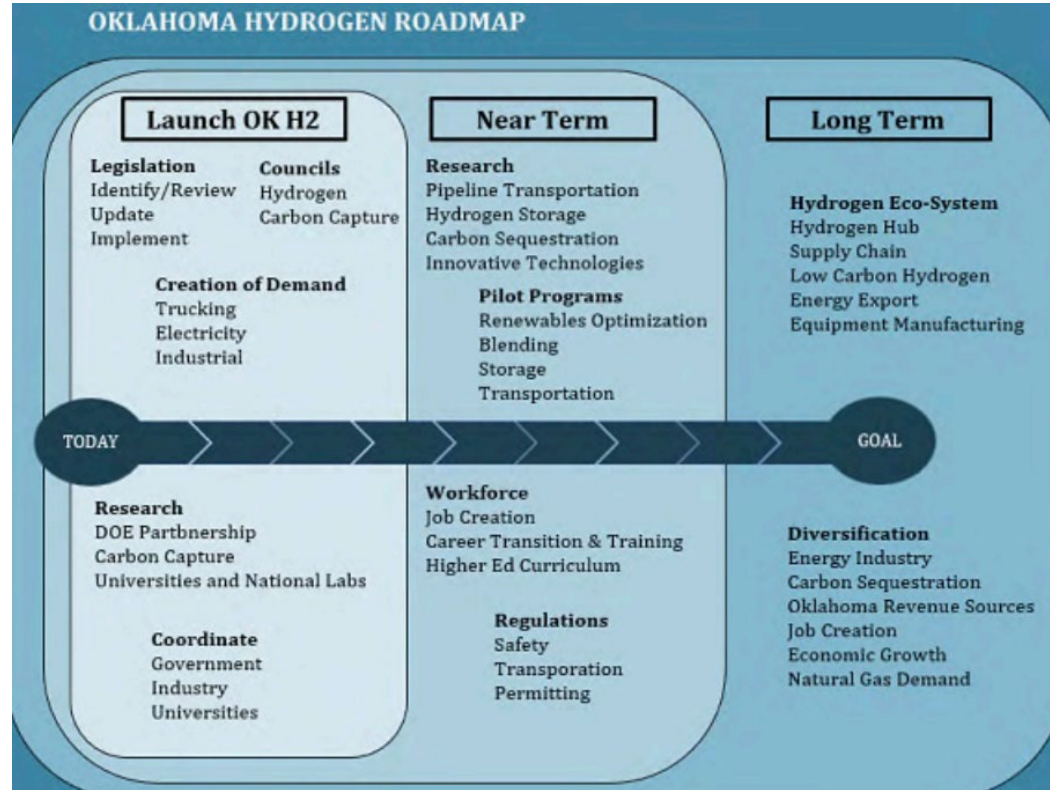 OKLAHOMA HYDROGEN ROADMAP
Launch OK H2
Legislation
Identify/Review
Update
Implement
Councils
Hydrogen
Carbon Capture
Creation of Demand
Trucking
Electricity
Industrial
Near Term
Research
Pipeline Transportation
Hydrogen Storage
Carbon Sequestration
Innovative Technologies
Pilot Programs
Renewables Optimization
Blending
Storage
Transportation
Long Term
Hydrogen Eco-System
Hydrogen Hub
Supply Chain
Low Carbon Hydrogen
Energy Export
Equipment Manufacturing
TODAY
GOAL
Research
DOE Partbnership
Carbon Capture
Universities and National Labs
Coordinate
Government
Industry
Universities
Workforce
Job Creation
Career Transition & Training
Higher Ed Curriculum
Regulations
Safety
Transporation
Permitting
Diversification
Energy Industry
Carbon Sequestration
Oklahoma Revenue Sources
Job Creation
Economic Growth
Natural Gas Demand